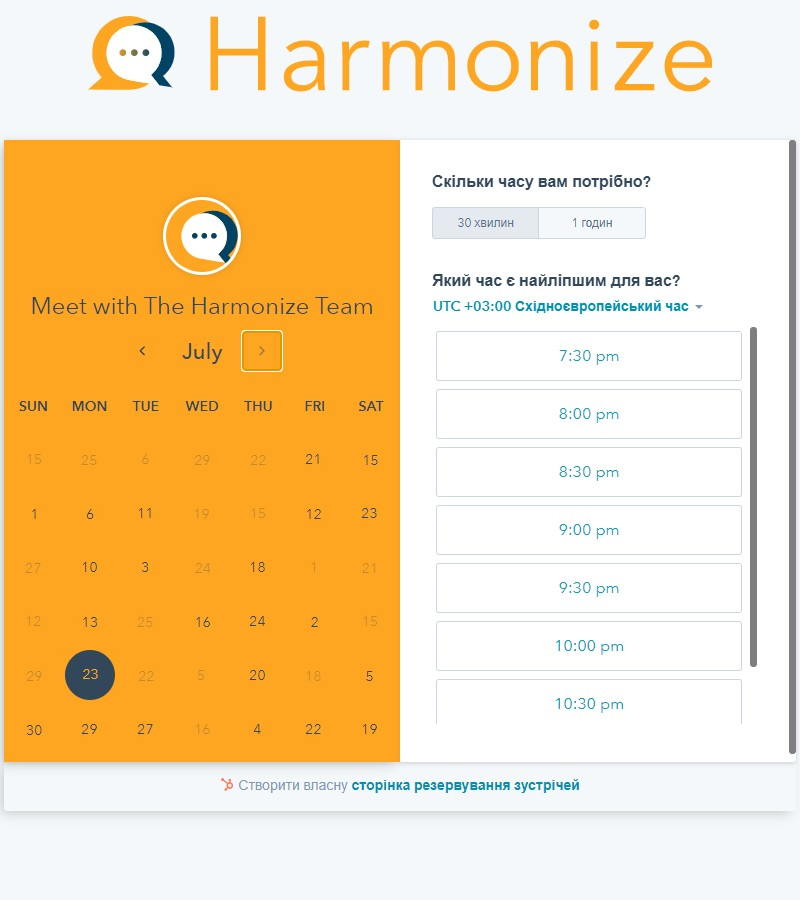 Harmonize
Meet with The Harmonize Team
July
SUN MON TUE WED THU FRI SAT
15 25 6 29 22 21 15
1 6 11 19 15 12 23
27 10 3 24 18 1 21
12 13 25 16 24 2 15
29 23 22 5 20 18 5
30 29 27 16 4 22 19
Скільки часу вам потрібно?
30 хвилин 1 годин
Який час є найліпшим для вас?
UTC +03:00 Східноєвропейський час
7:30 pm
8:00 pm
8:30 pm
9:00 pm
9:30 pm
10:00 pm
10:30 pm
Створити власну сторінка резервування зустрічей